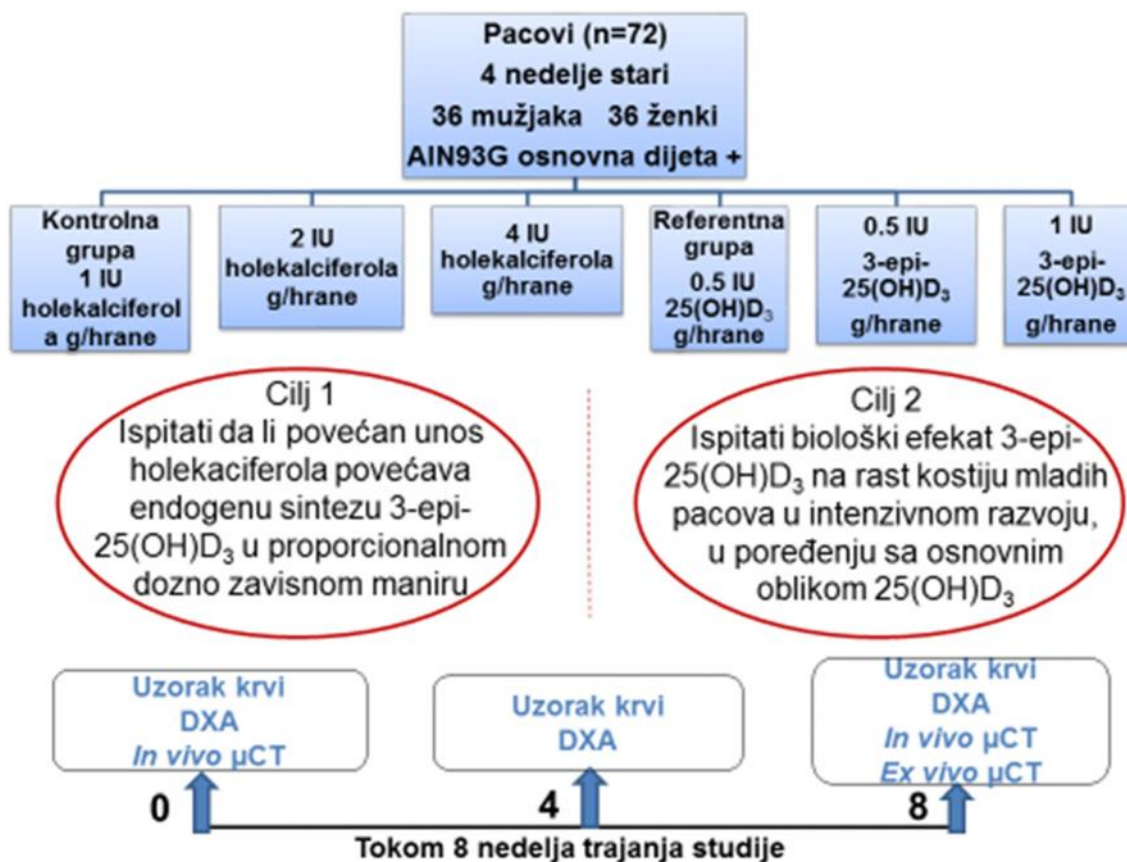 Pacovi (n=72)
4 nedelje stari
36 mužjaka 36 ženki
AIN93G osnovna dijeta +
Kontrolna
grupa
1 IU
holekalciferol
a g/hrane
2 IU
holekalciferola
g/hrane
4 IU
holekalciferola
g/hrane
Referentna
grupa
0.5 IU
25(OH)D₃
g/hrane
0.5 IU
3-epi-
25(OH)D₃
g/hrane
1 IU
3-epi-
25(OH)D₃
g/hrane
Cilj 1
Ispitati da li povećan unos
holekaciferola povećava
endogenu sintezu 3-epi-
25(OH)D₃ u proporcionalnom
dozno zavisnom maniru
Cilj 2
Ispitati biološki efekat 3-epi-
25(OH)D₃ na rast kostiju mladih
pacova u intenzivnom razvoju,
u poređenju sa osnovnim
oblikom 25(OH)D₃
Uzorak krvi
DXA
In vivo µCT
Uzorak krvi
DXA
Uzorak krvi
DXA
In vivo µCT
Ex vivo µCT
0
4
8
Tokom 8 nedelja trajanja studije